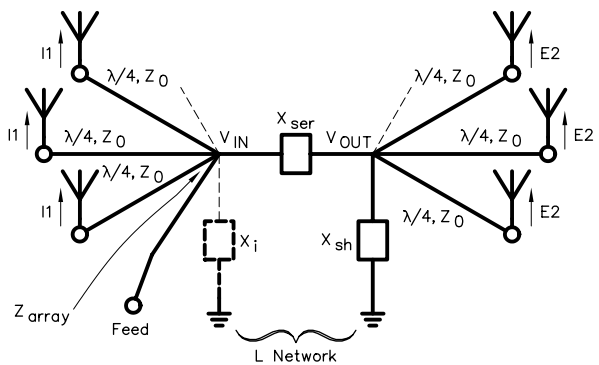 I1
λ/4, Z0
λ/4, Z0
E2
I1
λ/4, Z0
VIN
Xser
VOUT
λ/4, Z0
E2
λ/4, Z0
I1
λ/4, Z0
E2
Xi
Xsh
Zarray
Feed
L Network